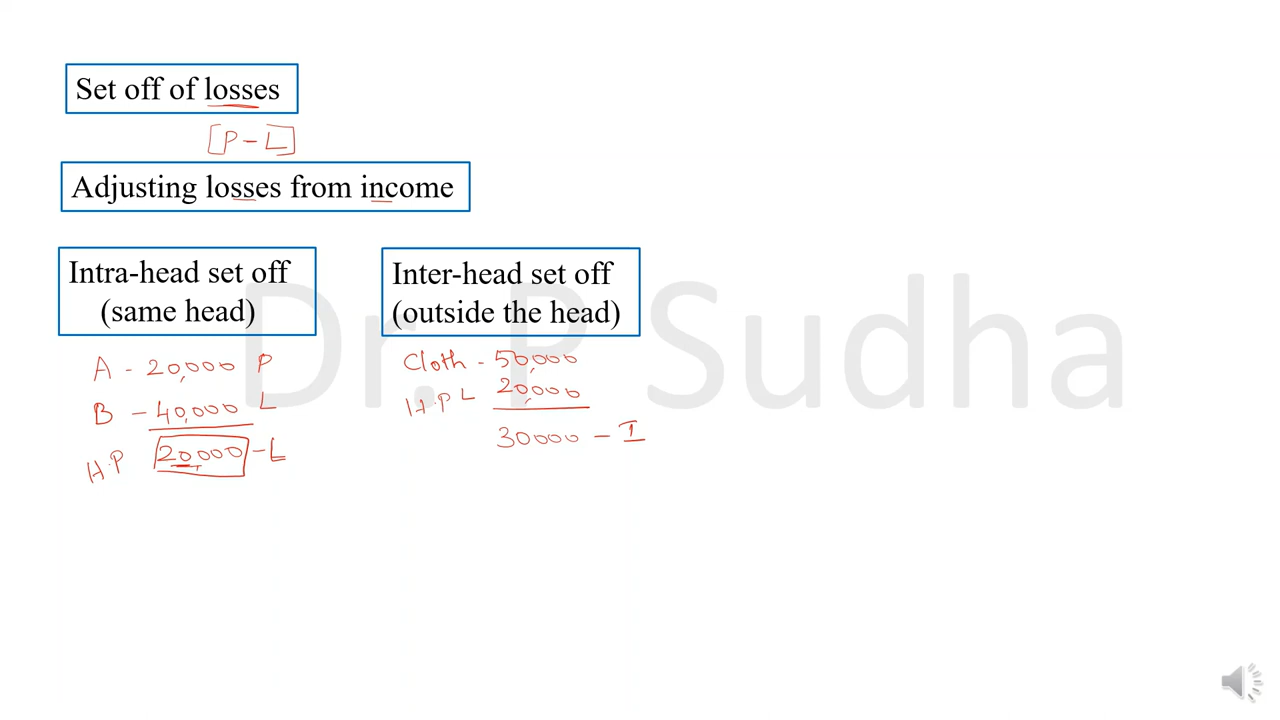 Set off of losses
[P - L]
Adjusting losses from income
Intra-head set off
(same head)
A - 20,000 P
B - 40,000 L
H.P 20,000 - L
Inter-head set off
(outside the head)
Cloth - 50,000
H.P L 20,000
30000 - I
Dr. P Sudha